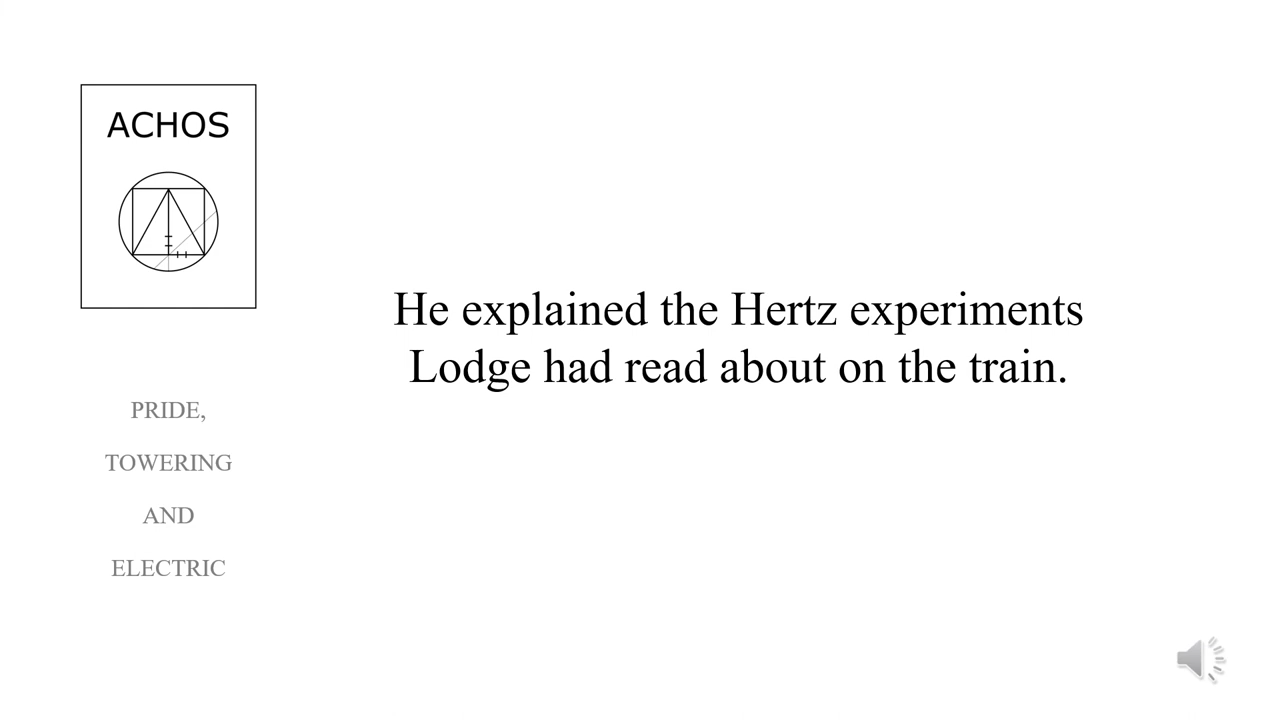 ACHOS
PRIDE,
TOWERING
AND
ELECTRIC
He explained the Hertz experiments
Lodge had read about on the train.